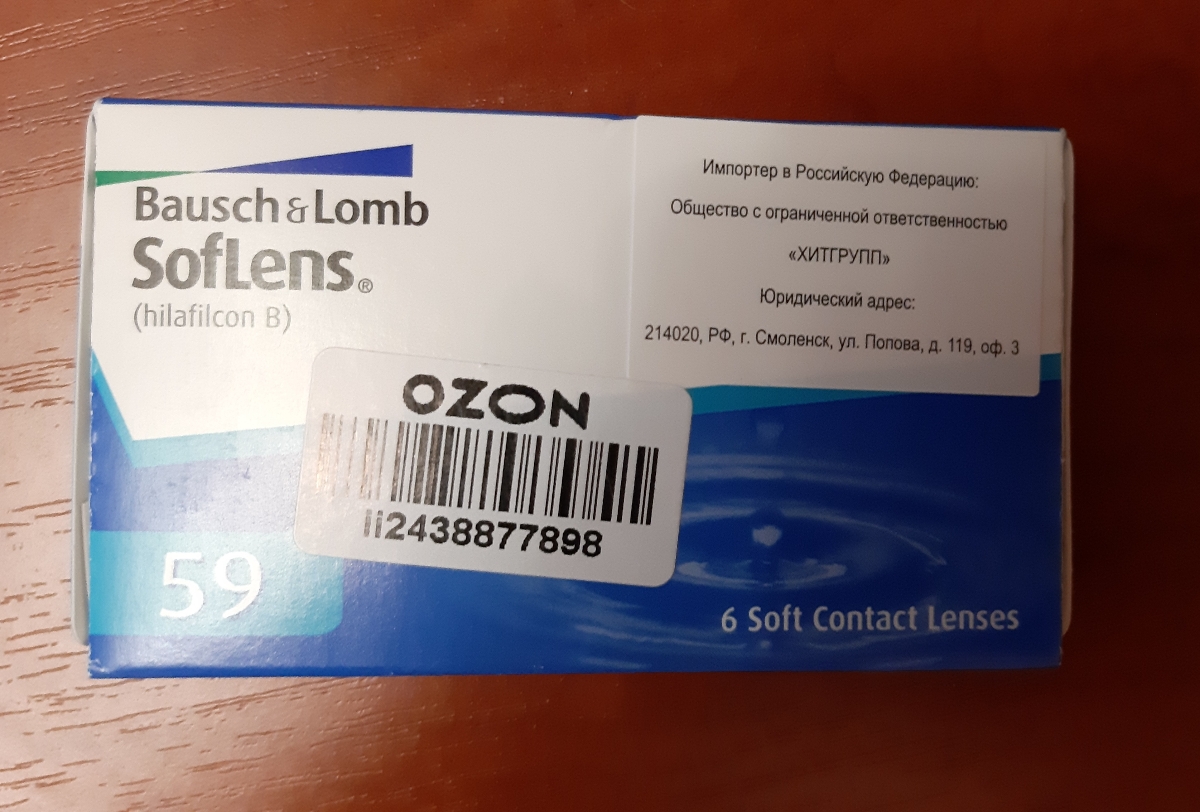 Bausch & Lomb
SofLens®
(hilafilcon B)
Импортер в Российскую Федерацию:
Общество с ограниченной ответственностью
«ХИТГРУПП»
Юридический адрес:
214020, РФ, г. Смоленск, ул. Попова, д. 119, оф. 3
OZON
ii2438877898
59
6 Soft Contact Lenses